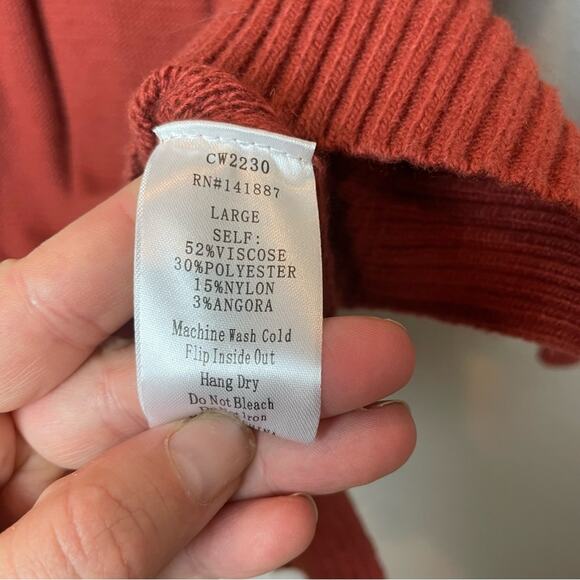 CW2230
RN#141887
LARGE
SELF:
52%VISCOSE
30%POLYESTER
15%NYLON
3%ANGORA
Machine Wash Cold
Flip Inside Out
Hang Dry
Do Not Bleach
Iron